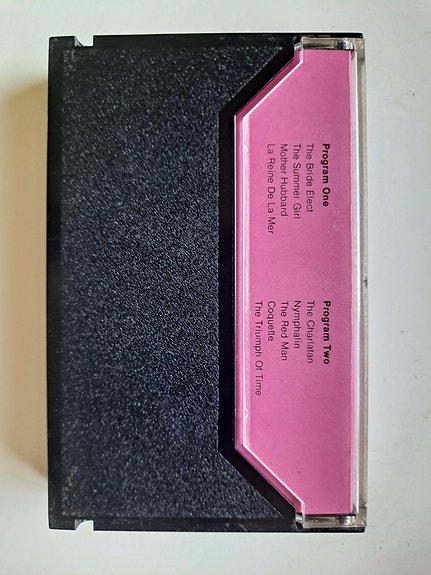 Program One
The Bride Elect
The Summer Girl
Mother Hubbard
La Reine De La Mer
Program Two
The Charlatan
Nymphalin
The Red Man
Coquette
The Triumph Of Time